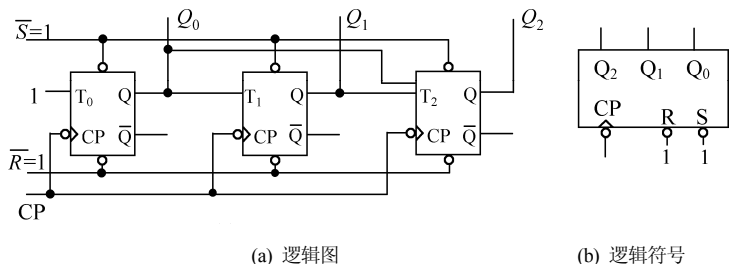 S̅=1
Q₀
Q₁
Q₂
1
T₀ Q
CP Q̅
T₁ Q
CP Q̅
T₂
CP
R̅=1
CP
(a) 逻辑图
Q₂ Q₁ Q₀
CP
R S
1 1
(b) 逻辑符号